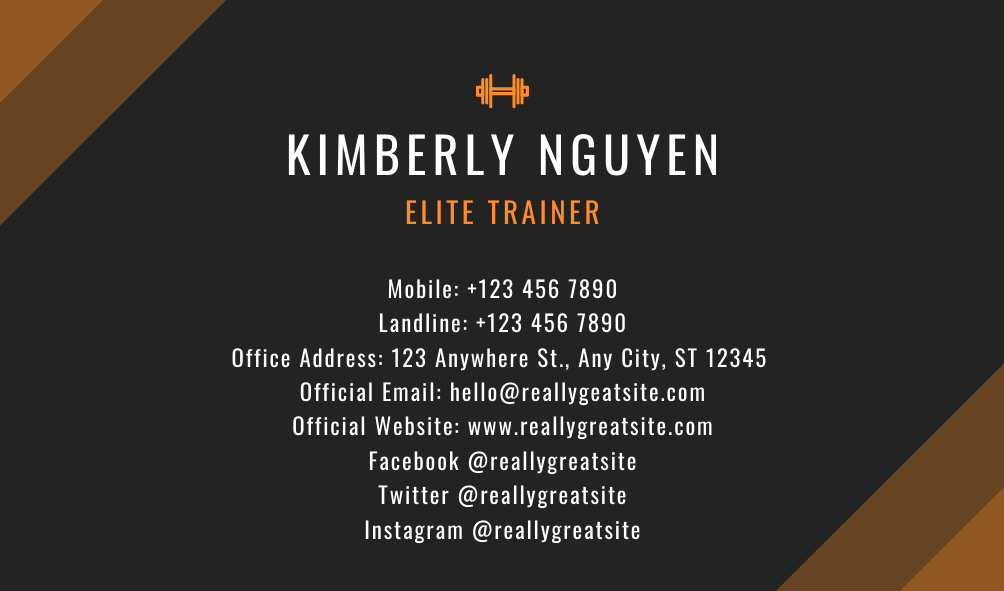 KIMBERLY NGUYEN
ELITE TRAINER
Mobile: +123 456 7890
Landline: +123 456 7890
Office Address: 123 Anywhere St., Any City, ST 12345
Official Email: hello@reallygeatsite.com
Official Website: www.reallygreatsite.com
Facebook @reallygreatsite
Twitter @reallygreatsite
Instagram @reallygreatsite